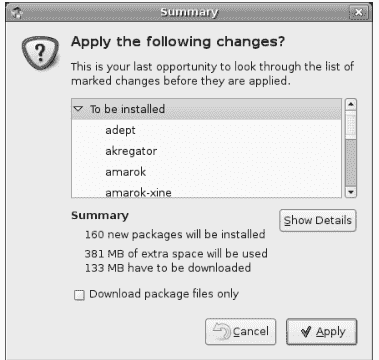 Summary
Apply the following changes?
This is your last opportunity to look through the list of
marked changes before they are applied.
To be installed
adept
akregator
amarok
amarok-xine
Summary
160 new packages will be installed
381 MB of extra space will be used
133 MB have to be downloaded
Show Details
Download package files only
Cancel
Apply